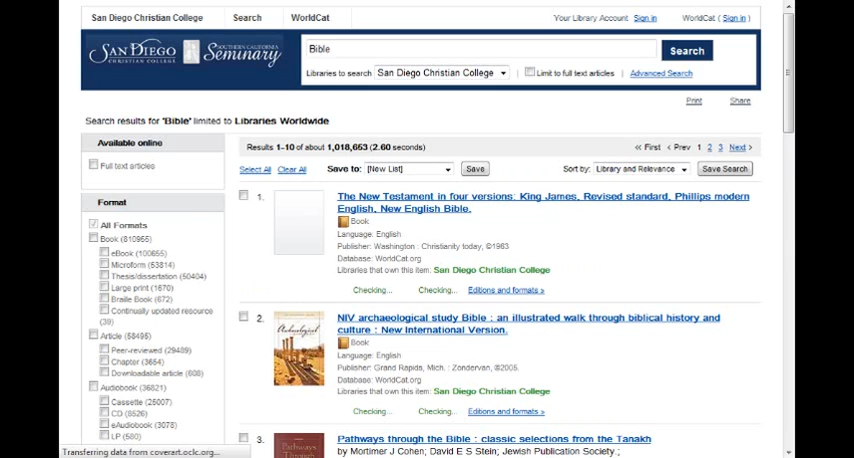 San Diego Christian College Search WorldCat Your Library Account Sign in WorldCat ( Sign in )
SAN DIEGO CHRISTIAN COLLEGE SOUTHERN CALIFORNIA Seminary
Bible Search
Libraries to search San Diego Christian College | Limit to full text articles | Advanced Search
Print Share
Search results for 'Bible' limited to Libraries Worldwide
Available online
Full text articles
Format
All Formats
Book (810955)
eBook (100655)
Microform (53814)
Thesis/dissertation (50404)
Large print (1670)
Braille Book (672)
Continually updated resource
(39)
Article (58495)
Peer-reviewed (29489)
Chapter (3654)
Downloadable article (608)
Audiobook (36821)
Cassette (25007)
CD (8526)
eAudiobook (3078)
LP (580)
Results 1-10 of about 1,018,653 (2.60 seconds) « First < Prev 1 2 3 Next >
Select All Clear All Save to: [New List] Save Sort by: Library and Relevance Save Search
1. The New Testament in four versions: King James, Revised standard, Phillips modern
English, New English Bible.
Book
Language: English
Publisher: Washington : Christianity today, ©1963
Database: WorldCat.org
Libraries that own this item: San Diego Christian College
Checking... Checking... Editions and formats »
2. NIV archaeological study Bible : an illustrated walk through biblical history and
culture : New International Version.
Archaeological
Book
Language: English
Publisher: Grand Rapids, Mich. : Zondervan, ©2005.
Database: WorldCat.org
Libraries that own this item: San Diego Christian College
Checking... Checking... Editions and formats »
3. Pathways through the Bible : classic selections from the Tanakh
by Mortimer J Cohen; David E S Stein; Jewish Publication Society.;
Pathways
Through
Transferring data from coverart.oclc.org...